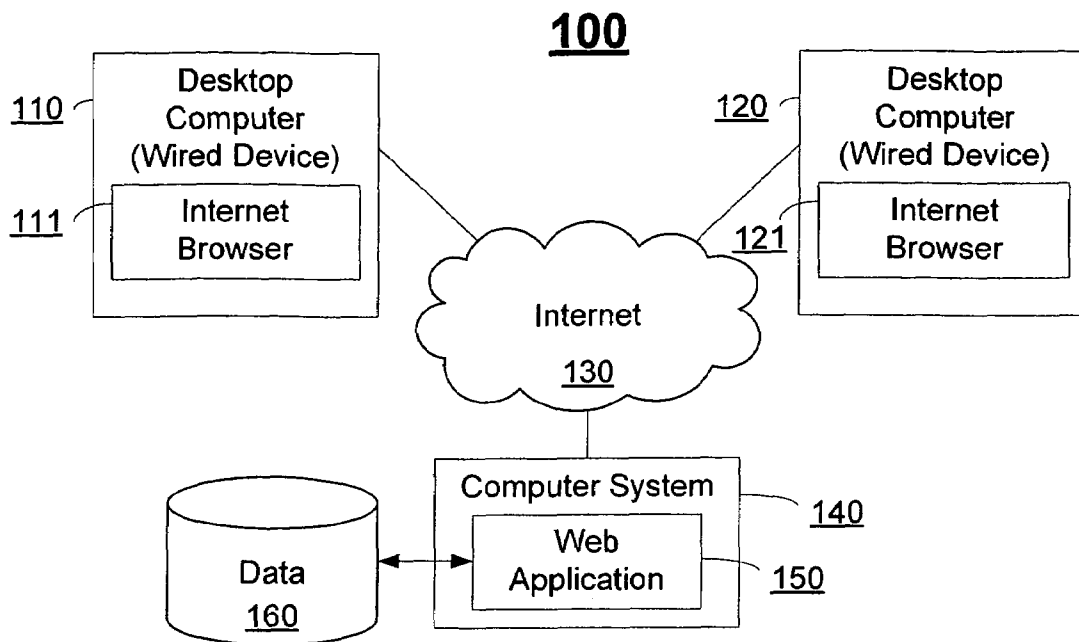 100
110
Desktop
Computer
(Wired Device)
111
Internet
Browser
120
Desktop
Computer
(Wired Device)
121
Internet
Browser
Internet
130
Computer System
140
Web
Application
150
Data
160